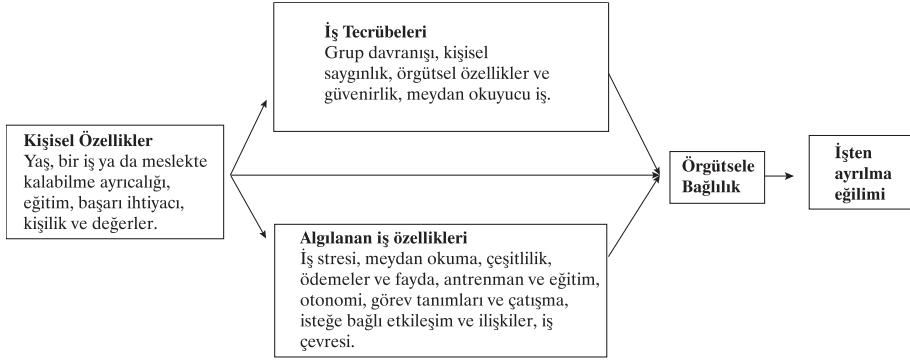 İş Tecrübeleri
Grup davranışı, kişisel
saygınlık, örgütsel özellikler ve
güvenirlik, meydan okuyucu iş.
Kişisel Özellikler
Yaş, bir iş ya da meslekte
kalabilme ayrıcalığı,
eğitim, başarı ihtiyacı,
kişilik ve değerler.
Algılanan iş özellikleri
İş stresi, meydan okuma, çeşitlilik,
ödemeler ve fayda, antrenman ve eğitim,
otonomi, görev tanımları ve çatışma,
isteğe bağlı etkileşim ve ilişkiler, iş
çevresi.
Örgütsele
Bağlılık
İşten
ayrılma
eğilimi